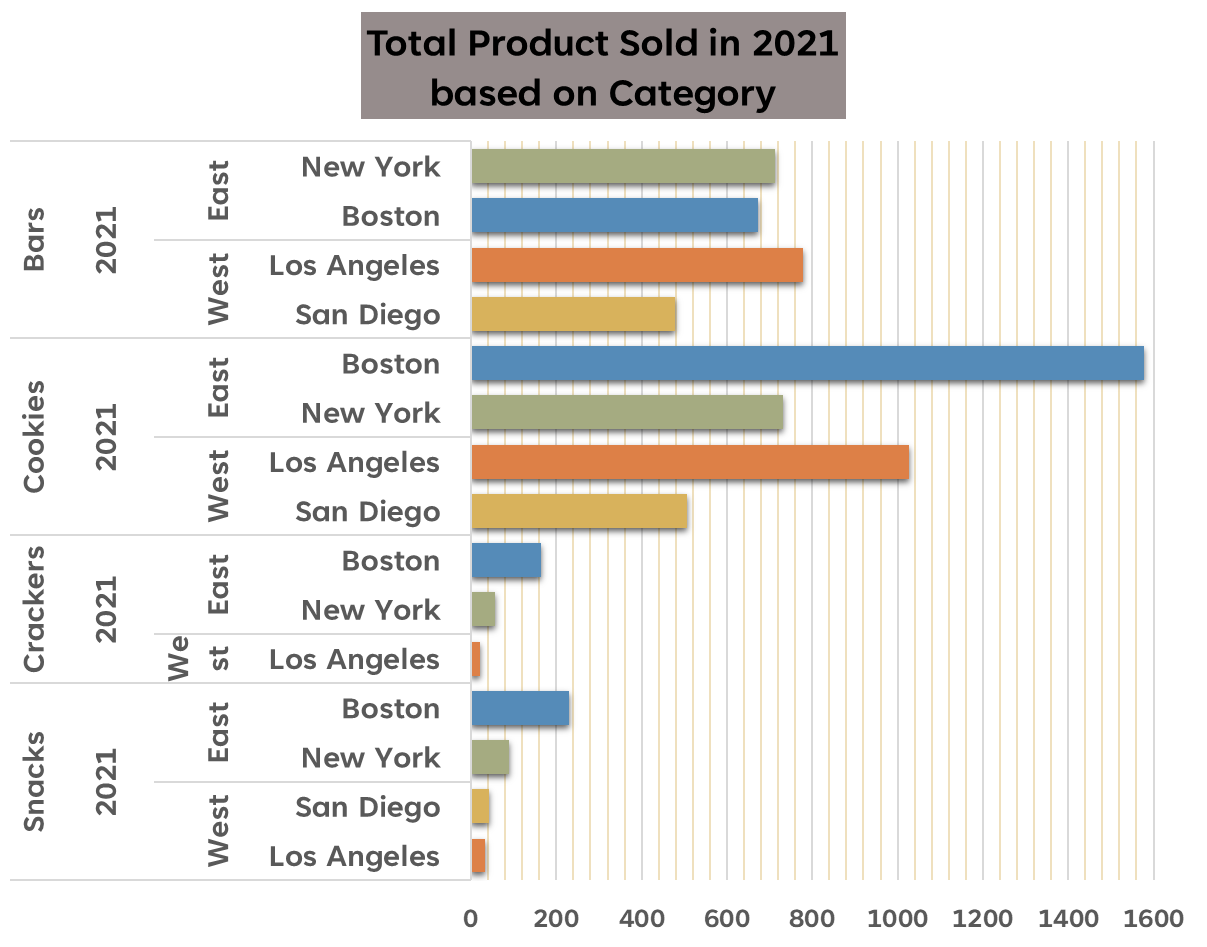 Total Product Sold in 2021
based on Category
Bars
2021
East
New York
Boston
West
Los Angeles
San Diego
Cookies
2021
East
Boston
New York
West
Los Angeles
San Diego
Crackers
2021
East
Boston
New York
We
st
Los Angeles
Snacks
2021
East
Boston
New York
West
San Diego
Los Angeles
0 200 400 600 800 1000 1200 1400 1600